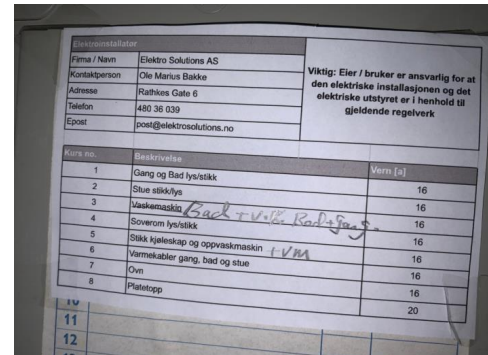 Elektroinstallatør
Firma / Navn Elektro Solutions AS
Kontaktperson Ole Marius Bakke
Adresse Rathkes Gate 6
Telefon 480 36 039
Epost post@elektrosolutions.no
Viktig: Eier / bruker er ansvarlig for at
den elektriske installasjonen og det
elektriske utstyret er i henhold til
gjeldende regelverk
Kurs no. Beskrivelse Vern [a]
1 Gang og Bad lys/stikk 16
2 Stue stikk/lys 16
3 Vaskemaskin Bad 16
4 Soverom lys/stikk 16
5 Stikk kjøleskap og oppvaskmaskin +VM 16
6 Varmekabler gang, bad og stue 16
7 Ovn 16
8 Platetopp 20
10
11
12